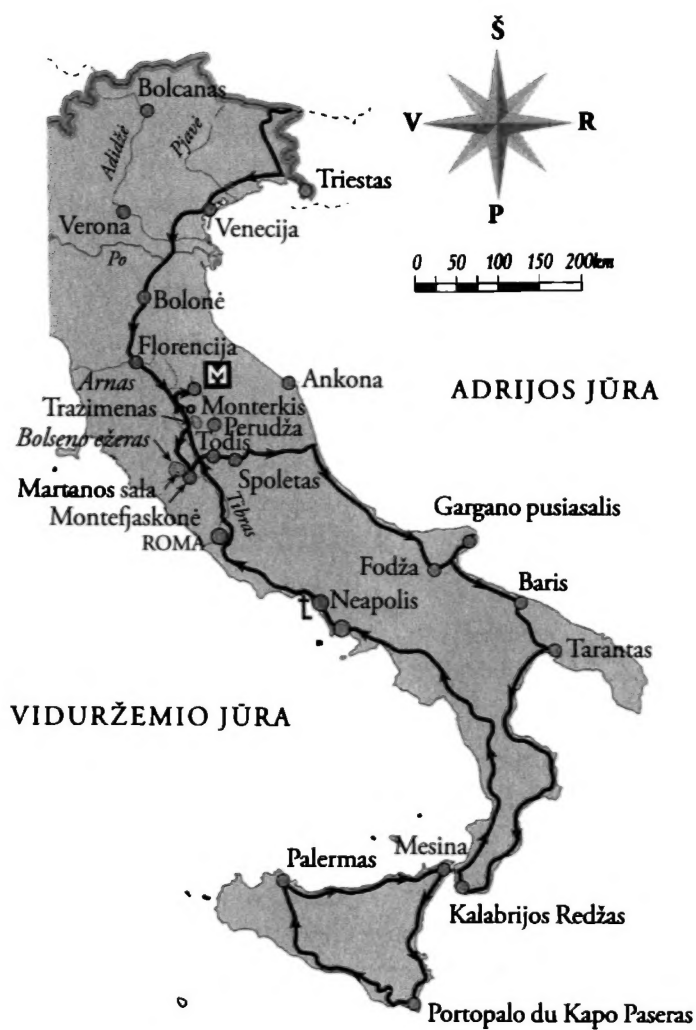 Š
Bolcanas
V
R
Adidžė
Pjavė
Triestas
Verona
Venecija
P
Po
0 50 75 100 200km
Bolonė
Florencija
M
Ankona
ADRIJOS JŪRA
Arnas
Monterkis
Tražimenas
Perudža
Bolseno ežeras
Todis
Spoletas
Martanos sala
Gargano pusiasalis
Montefjaskonė
Tibras
ROMA
Fodža
Baris
Neapolis
Tarantas
VIDURŽEMIO JŪRA
Mesina
Palermas
Kalabrijos Redžas
Portopalo du Kapo Paseras